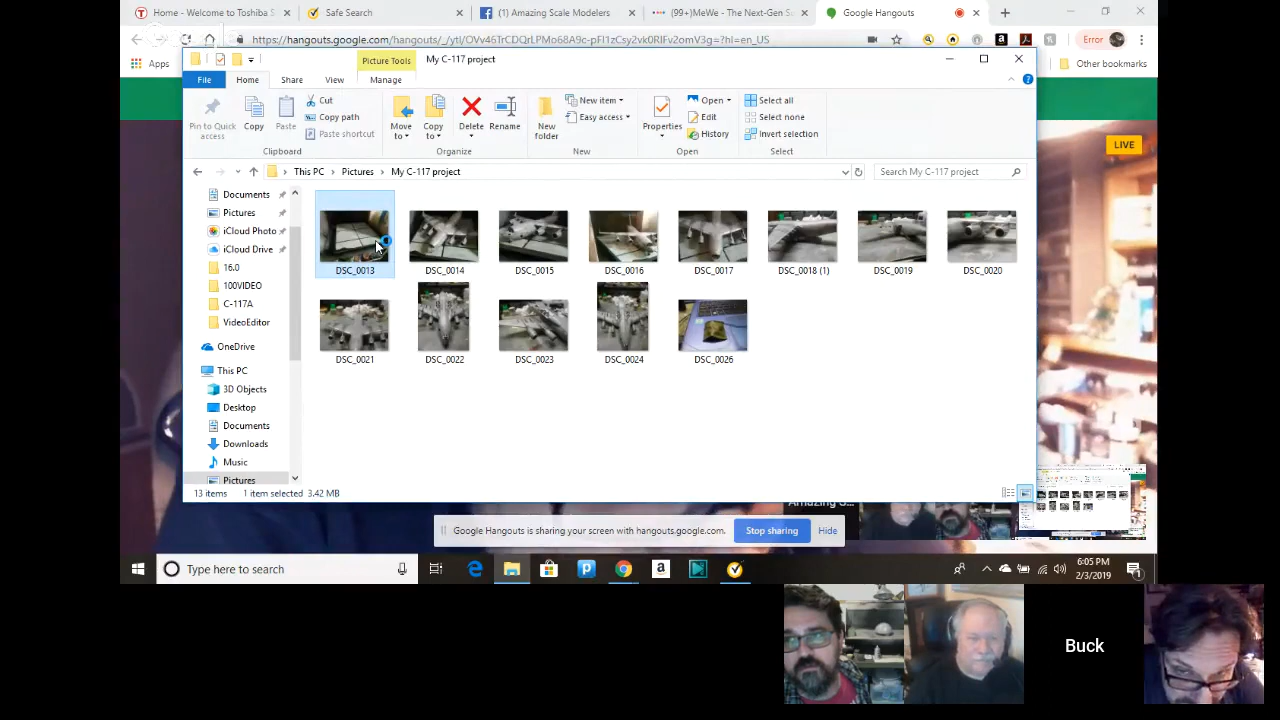 Home - Welcome to Toshiba S
Safe Search
(1) Amazing Scale Modelers
(99+)MeWe - The Next-Gen S
Google Hangouts
https://hangouts.google.com/hangouts/_/ytl/OVv46TrCDQrLPMo68A9c-pFI1zCsy2vk0RIFv2omV3g=?hl=en_US
Error
Apps
Other bookmarks
Picture Tools
My C-117 project
File
Home
Share
View
Manage
Pin to Quick access
Copy
Paste
Cut
Copy path
Paste shortcut
Move to
Copy to
Delete
Rename
New folder
New item
Easy access
Properties
Open
Edit
History
Select all
Select none
Invert selection
Clipboard
Organize
New
Open
Select
This PC
Pictures
My C-117 project
Search My C-117 project
LIVE
Documents
Pictures
iCloud Photo
iCloud Drive
16.0
100VIDEO
C-117A
VideoEditor
OneDrive
This PC
3D Objects
Desktop
Documents
Downloads
Music
Pictures
DSC_0013
DSC_0014
DSC_0015
DSC_0016
DSC_0017
DSC_0018 (1)
DSC_0019
DSC_0020
DSC_0021
DSC_0022
DSC_0023
DSC_0024
DSC_0026
13 items
1 item selected 3.42 MB
Google Hangouts is sharing your screen with hangouts.google.com.
Stop sharing
Hide
Type here to search
6:05 PM
2/3/2019
Buck